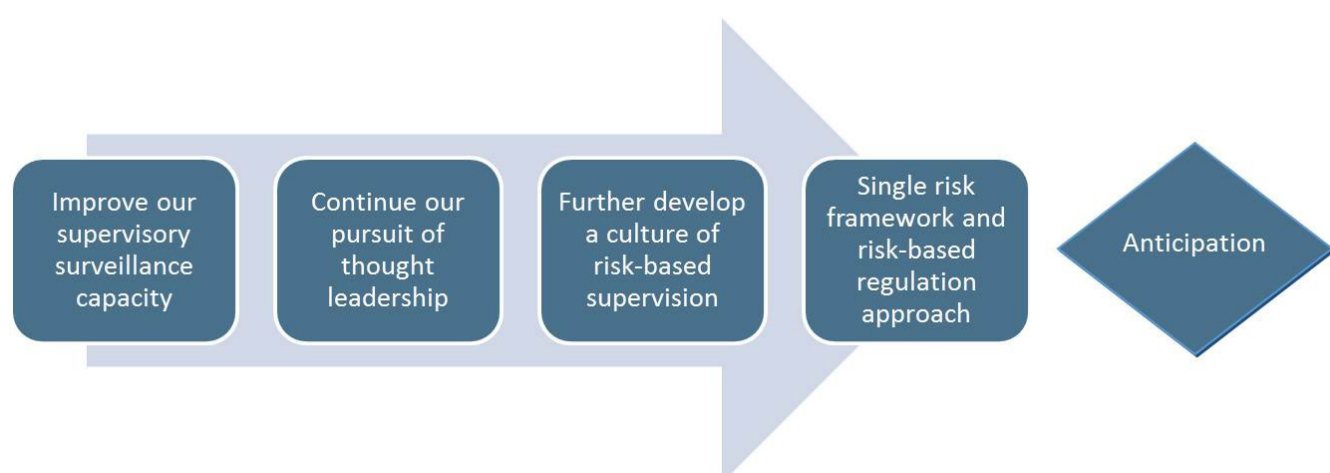 Improve our
supervisory
surveillance
capacity
Continue our
pursuit of
thought
leadership
Further develop
a culture of
risk-based
supervision
Single risk
framework and
risk-based
regulation
approach
Anticipation